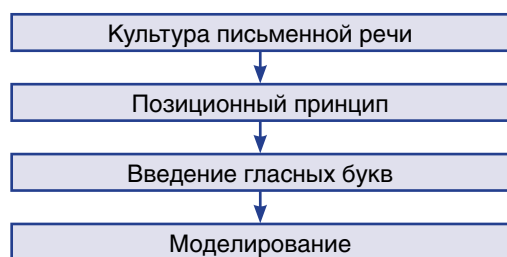 Культура письменной речи
Позиционный принцип
Введение гласных букв
Моделирование